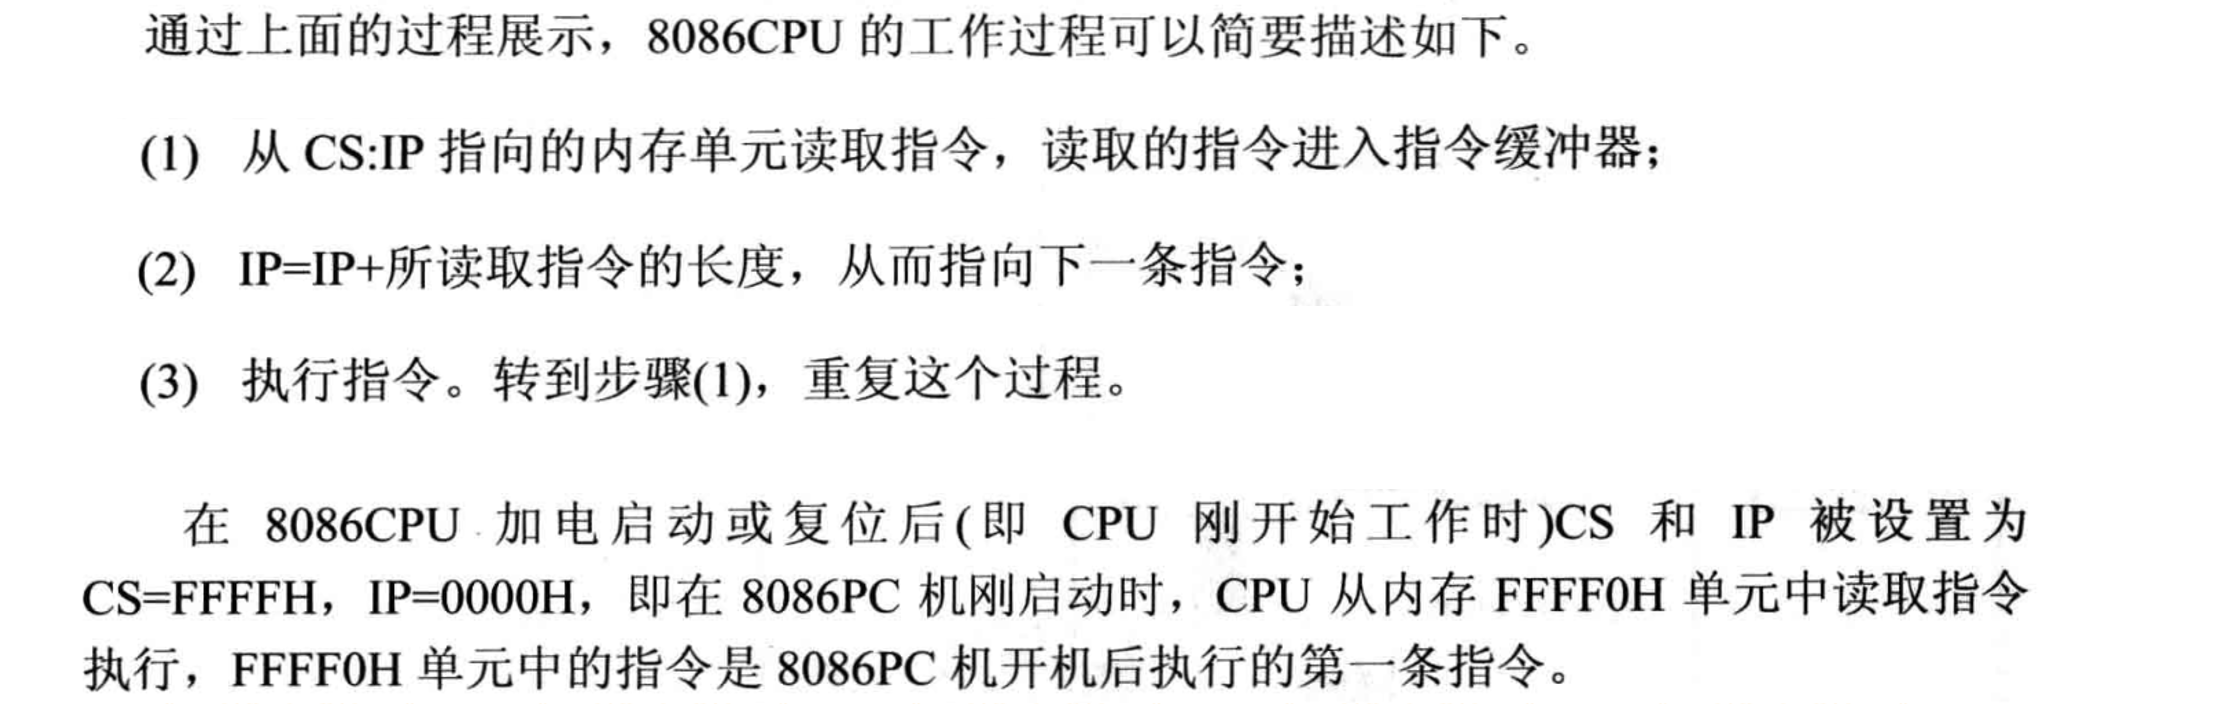 通过上面的过程展示，8086CPU 的工作过程可以简要描述如下。
(1) 从 CS:IP 指向的内存单元读取指令，读取的指令进入指令缓冲器；
(2) IP=IP+所读取指令的长度，从而指向下一条指令；
(3) 执行指令。转到步骤(1)，重复这个过程。
在 8086CPU 加电启动或复位后(即 CPU 刚开始工作时)CS 和 IP 被设置为
CS=FFFFH，IP=0000H，即在 8086PC 机刚启动时，CPU 从内存 FFFF0H 单元中读取指令
执行，FFFF0H 单元中的指令是 8086PC 机开机后执行的第一条指令。